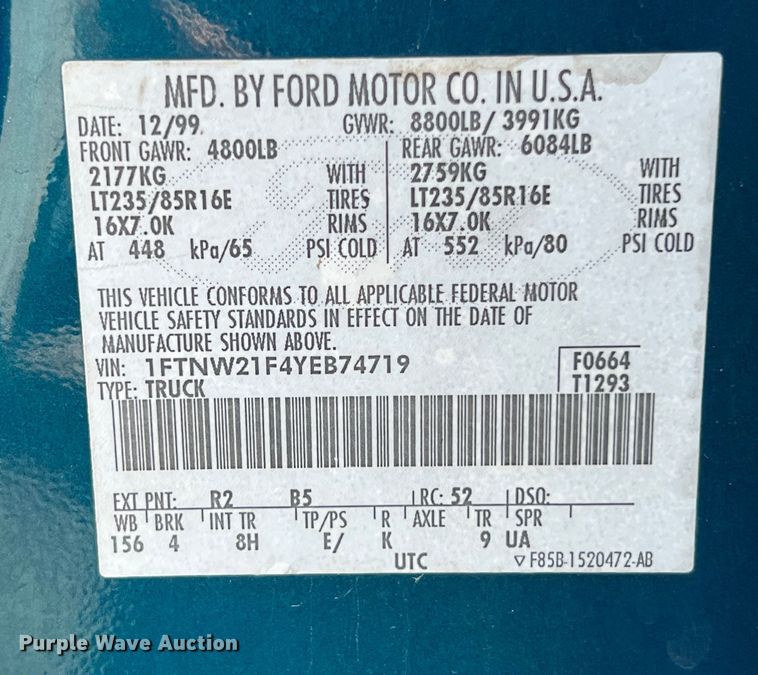 MFD. BY FORD MOTOR CO. IN U.S.A.
DATE: 12/99 GVWR: 8800LB/ 3991KG
FRONT GAWR: 4800LB REAR GAWR: 6084LB
2177KG WITH 2759KG WITH
LT235/85R16E TIRES LT235/85R16E TIRES
16X7.0K RIMS 16X7.0K RIMS
AT 448 kPa/65 PSI COLD AT 552 kPa/80 PSI COLD
THIS VEHICLE CONFORMS TO ALL APPLICABLE FEDERAL MOTOR
VEHICLE SAFETY STANDARDS IN EFFECT ON THE DATE OF
MANUFACTURE SHOWN ABOVE.
VIN: 1FTNW21F4YEB74719 F0664
TYPE: TRUCK T1293
EXT PNT: R2 B5 RC: 52 DSO:
WB BRK INT TR TP/PS R AXLE TR SPR
156 4 8H E/ K 9 UA
UTC ▽ F85B-1520472-AB
Purple Wave Auction